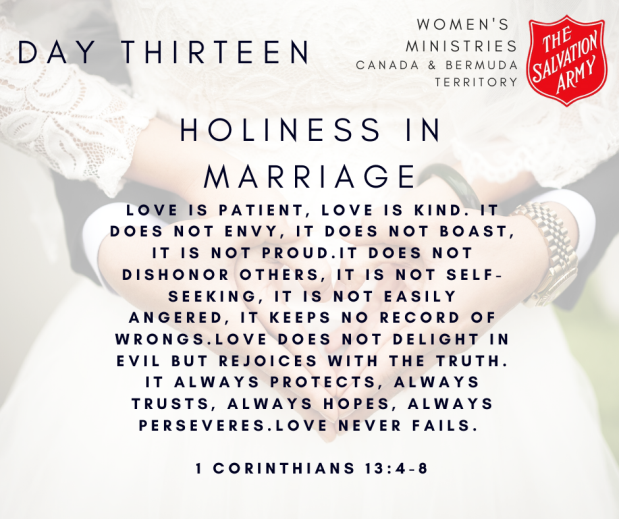 DAY THIRTEEN
WOMEN'S
MINISTRIES
CANADA & BERMUDA
TERRITORY
THE
SALVATION
ARMY
HOLINESS IN
MARRIAGE
LOVE IS PATIENT, LOVE IS KIND. IT
DOES NOT ENVY, IT DOES NOT BOAST,
IT IS NOT PROUD.IT DOES NOT
DISHONOR OTHERS, IT IS NOT SELF-
SEEKING, IT IS NOT EASILY
ANGERED, IT KEEPS NO RECORD OF
WRONGS.LOVE DOES NOT DELIGHT IN
EVIL BUT REJOICES WITH THE TRUTH.
IT ALWAYS PROTECTS, ALWAYS
TRUSTS, ALWAYS HOPES, ALWAYS
PERSEVERES.LOVE NEVER FAILS.
1 CORINTHIANS 13:4-8